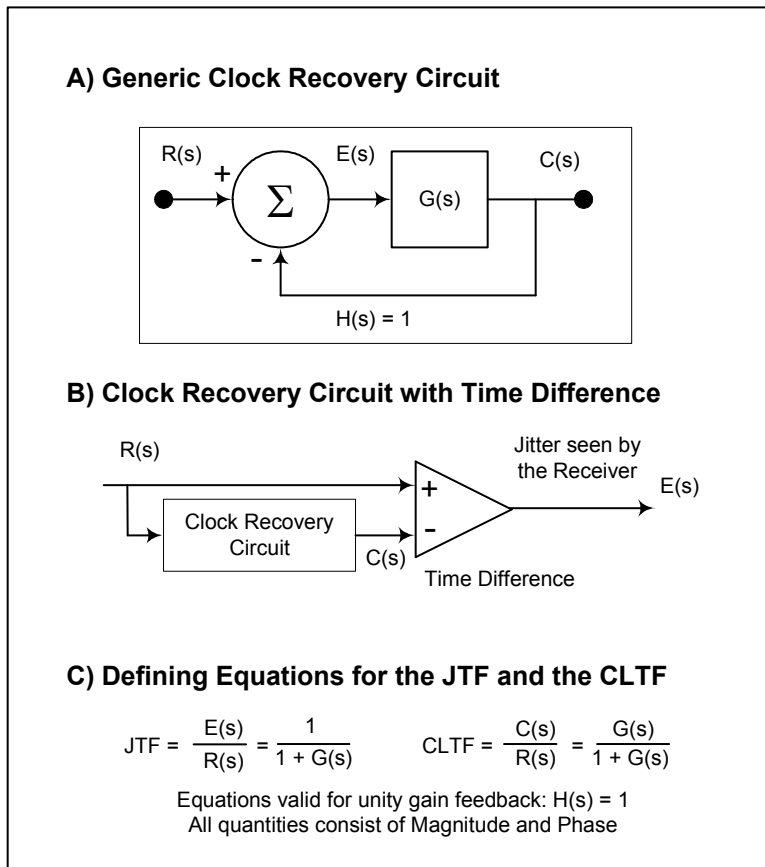 A) Generic Clock Recovery Circuit
R(s)
+
Σ
-
E(s)
G(s)
C(s)
H(s) = 1
B) Clock Recovery Circuit with Time Difference
R(s)
Clock Recovery
Circuit
C(s)
+
-
Time Difference
Jitter seen by
the Receiver
E(s)
C) Defining Equations for the JTF and the CLTF
JTF = E(s) / R(s) = 1 / 1 + G(s)
CLTF = C(s) / R(s) = G(s) / 1 + G(s)
Equations valid for unity gain feedback: H(s) = 1
All quantities consist of Magnitude and Phase